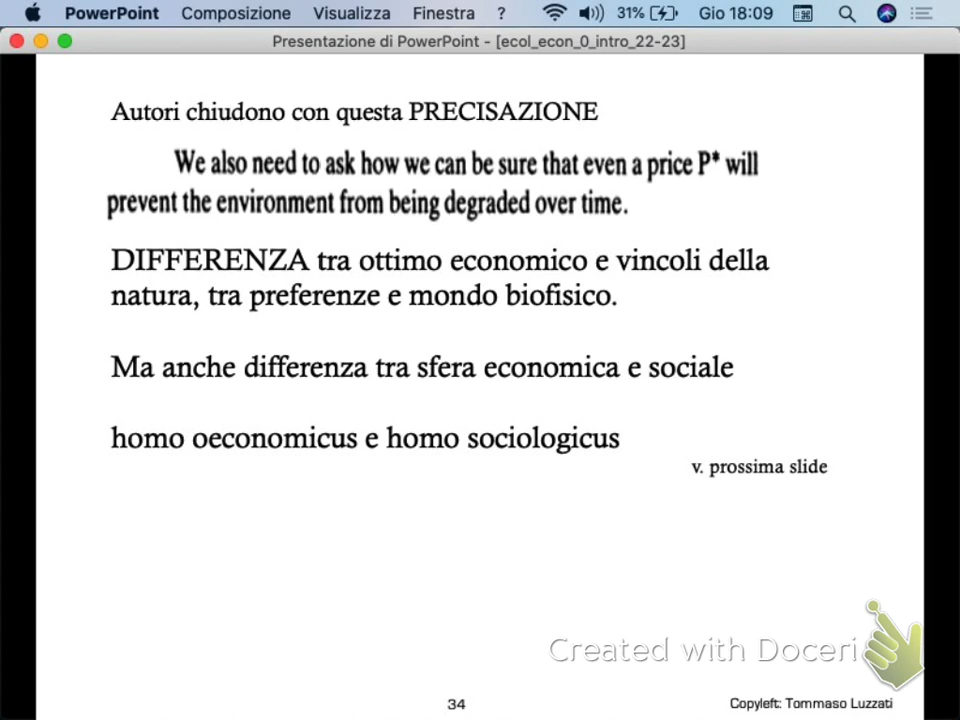 PowerPoint Composizione Visualizza Finestra ? 31% Gio 18:09
Presentazione di PowerPoint - [ecol_econ_0_intro_22-23]
Autori chiudono con questa PRECISAZIONE
We also need to ask how we can be sure that even a price P* will
prevent the environment from being degraded over time.
DIFFERENZA tra ottimo economico e vincoli della
natura, tra preferenze e mondo biofisico.
Ma anche differenza tra sfera economica e sociale
homo oeconomicus e homo sociologicus
v. prossima slide
Created with Doceri
34
Copyleft: Tommaso Luzzati